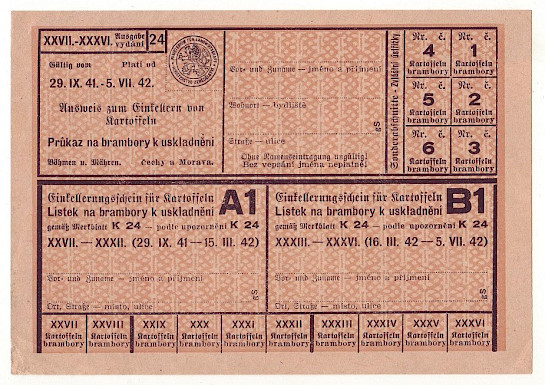 XXVII.-XXXVI. Ausgabe vydání 24
Gültig vom Platí od
29. IX. 41.-5. VII. 42.
Ausweis zum Einkellern von
Kartoffeln
Průkaz na brambory k uskladnění
Böhmen u. Mähren. Čechy a Morava.
Vor- und Zuname — jméno a příjmení
Wohnort — bydliště
Straße — ulice
Sg
Ohne Namenseintragung ungültig!
Bez vepsání jména neplatné!
Sonderabschnitte - Zvláštní ústřižky
Nr. č. Nr. č.
4 1
Kartoffeln Kartoffeln
brambory brambory
Nr. č. Nr. č.
5 2
Kartoffeln Kartoffeln
brambory brambory
Nr. č. Nr. č.
6 3
Kartoffeln Kartoffeln
brambory brambory
Einkellerungsschein für Kartoffeln A1
Lístek na brambory k uskladnění
gemäß Merkblatt K 24 — podle upozornění K 24
XXVII. — XXXII. (29. IX. 41 — 15. III. 42)
Vor- und Zuname — jméno a příjmení
Sg
Ort, Straße — místo, ulice
Einkellerungsschein für Kartoffeln B1
Lístek na brambory k uskladnění
gemäß Merkblatt K 24 — podle upozornění K 24
XXXIII. — XXXVI. (16. III. 42 — 5. VII. 42)
Vor- und Zuname — jméno a příjmení
Sg
Ort, Straße — místo, ulice
XXVII XXVIII XXIX XXX XXXI XXXII XXXIII XXXIV XXXV XXXVI
Kartoffeln Kartoffeln Kartoffeln Kartoffeln Kartoffeln Kartoffeln Kartoffeln Kartoffeln Kartoffeln Kartoffeln
brambory brambory brambory brambory brambory brambory brambory brambory brambory brambory